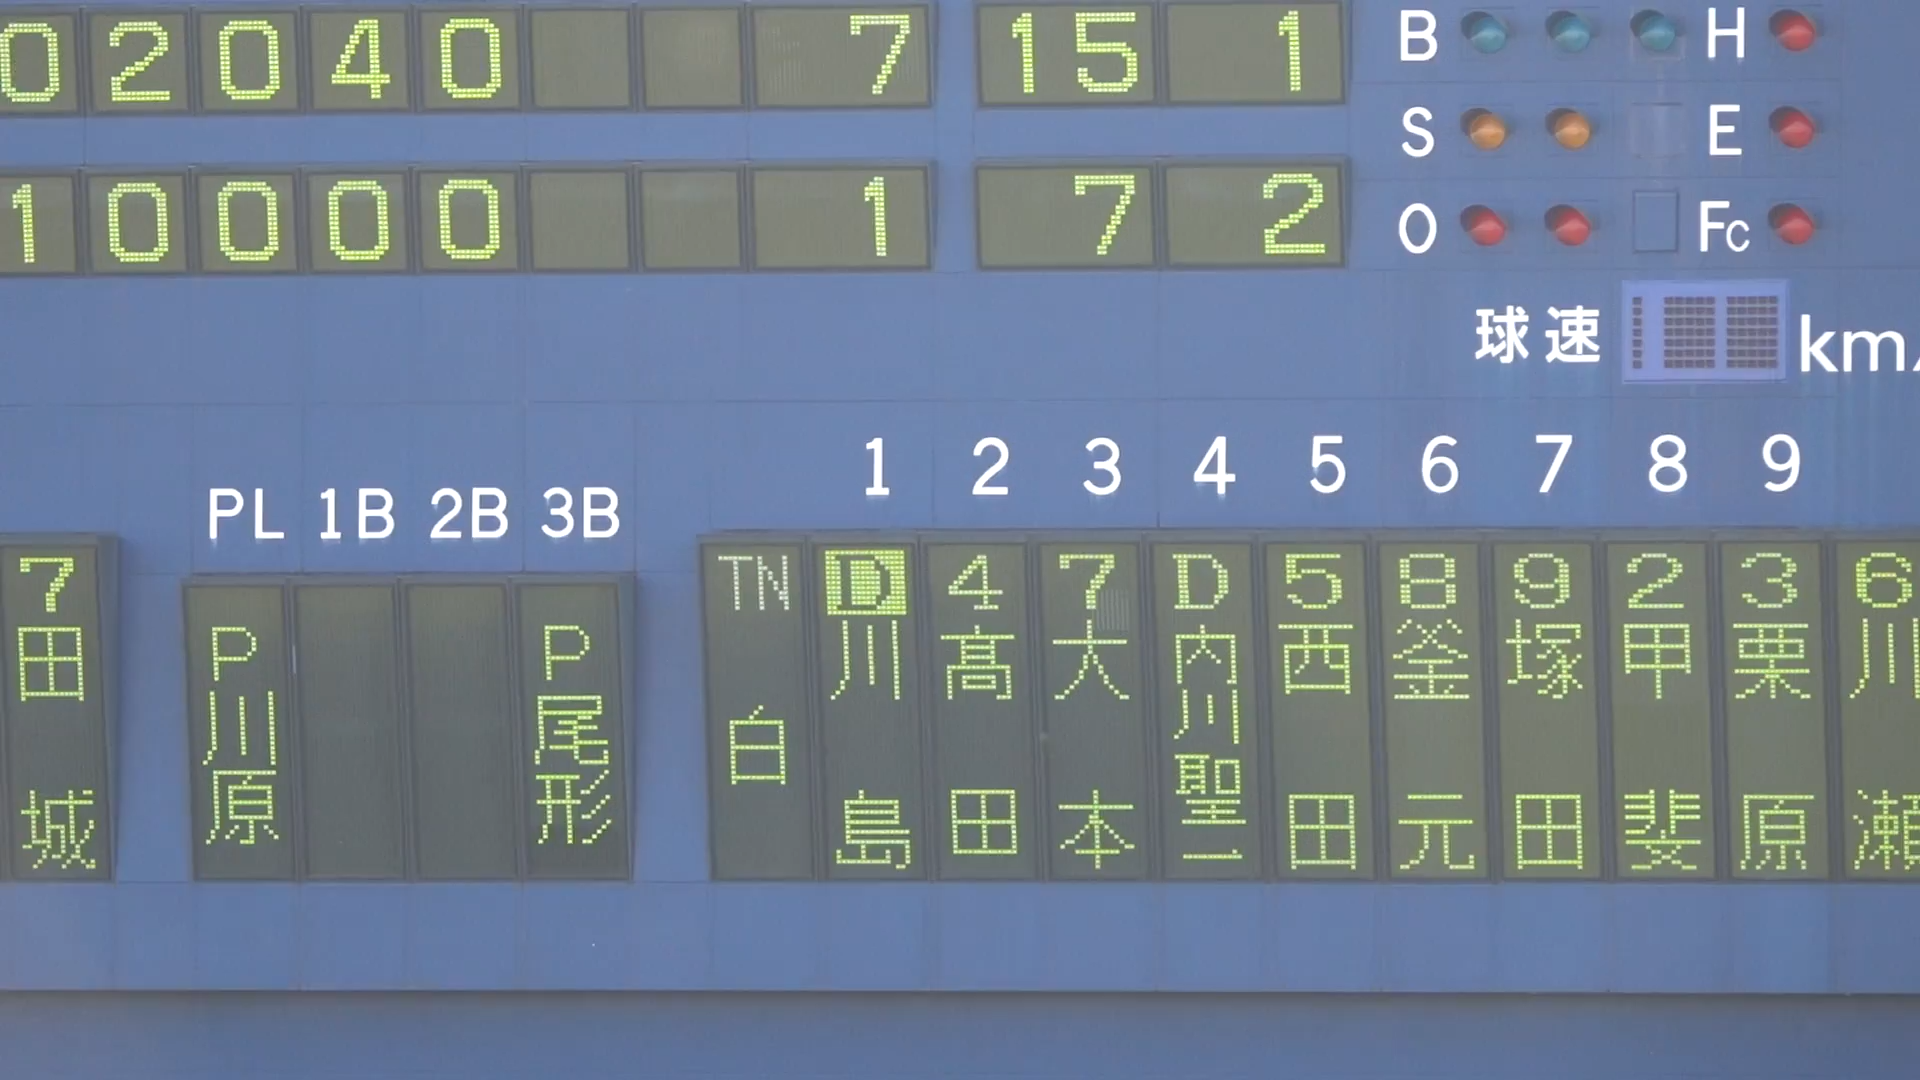 0 2 0 4 0 7 15 1
1 0 0 0 0 1 7 2
B H
S E
O Fc
球速 km/
PL 1B 2B 3B
1 2 3 4 5 6 7 8 9
7 田城
P 川原
P 尾形
TN 白
D 川島
4 髙田
7 大本
D 内川聖一
5 西田
8 釜元
9 塚田
2 甲斐
3 栗原
6 川瀬